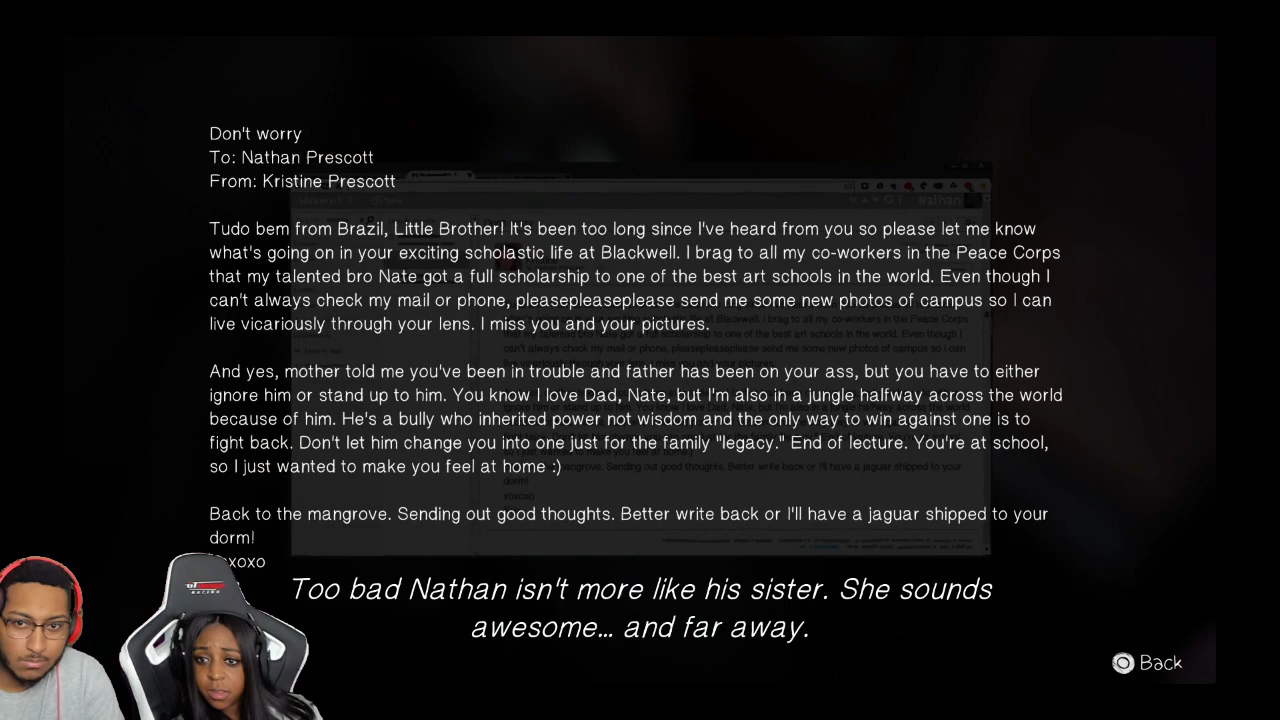 Don't worry
To: Nathan Prescott
From: Kristine Prescott
Tudo bem from Brazil, Little Brother! It's been too long since I've heard from you so please let me know
what's going on in your exciting scholastic life at Blackwell. I brag to all my co-workers in the Peace Corps
that my talented bro Nate got a full scholarship to one of the best art schools in the world. Even though I
can't always check my mail or phone, pleasepleaseplease send me some new photos of campus so I can
live vicariously through your lens. I miss you and your pictures.
And yes, mother told me you've been in trouble and father has been on your ass, but you have to either
ignore him or stand up to him. You know I love Dad, Nate, but I'm also in a jungle halfway across the world
because of him. He's a bully who inherited power not wisdom and the only way to win against one is to
fight back. Don't let him change you into one just for the family "legacy." End of lecture. You're at school,
so I just wanted to make you feel at home :)
Back to the mangrove. Sending out good thoughts. Better write back or I'll have a jaguar shipped to your
dorm!
xoxo
Too bad Nathan isn't more like his sister. She sounds
awesome... and far away.
Back
RACING
Nathan